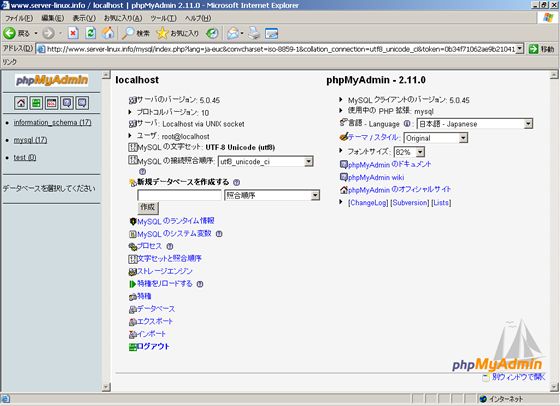 www.server-linux.info / localhost | phpMyAdmin 2.11.0 - Microsoft Internet Explorer
ファイル(F) 編集(E) 表示(V) お気に入り(A) ツール(T) ヘルプ(H)
戻る 検索 お気に入り
アドレス(D) http://www.server-linux.info/mysql/index.php?lang=ja-euc&convcharset=iso-8859-1&collation_connection=utf8_unicode_ci&token=0b34f71062ae9b21041 移動
リンク
phpMyAdmin
information_schema (17)
mysql (17)
test (0)
データベースを選択してください
localhost
サーバのバージョン: 5.0.45
プロトコルバージョン: 10
サーバ: Localhost via UNIX socket
ユーザ: root@localhost
MySQL の文字セット: UTF-8 Unicode (utf8)
MySQL の接続照合順序: utf8_unicode_ci
新規データベースを作成する
照合順序
作成
MySQL のランタイム情報
MySQL のシステム変数
プロセス
文字セットと照合順序
ストレージエンジン
特権をリロードする
特権
データベース
エクスポート
インポート
ログアウト
phpMyAdmin - 2.11.0
MySQL クライアントのバージョン: 5.0.45
使用中の PHP 拡張: mysql
言語 - Language : 日本語 - Japanese
テーマ / スタイル: Original
フォントサイズ: 82%
phpMyAdmin のドキュメント
phpMyAdmin wiki
phpMyAdmin のオフィシャルサイト
[ChangeLog] [Subversion] [Lists]
phpMyAdmin
別ウィンドウで開く
インターネット